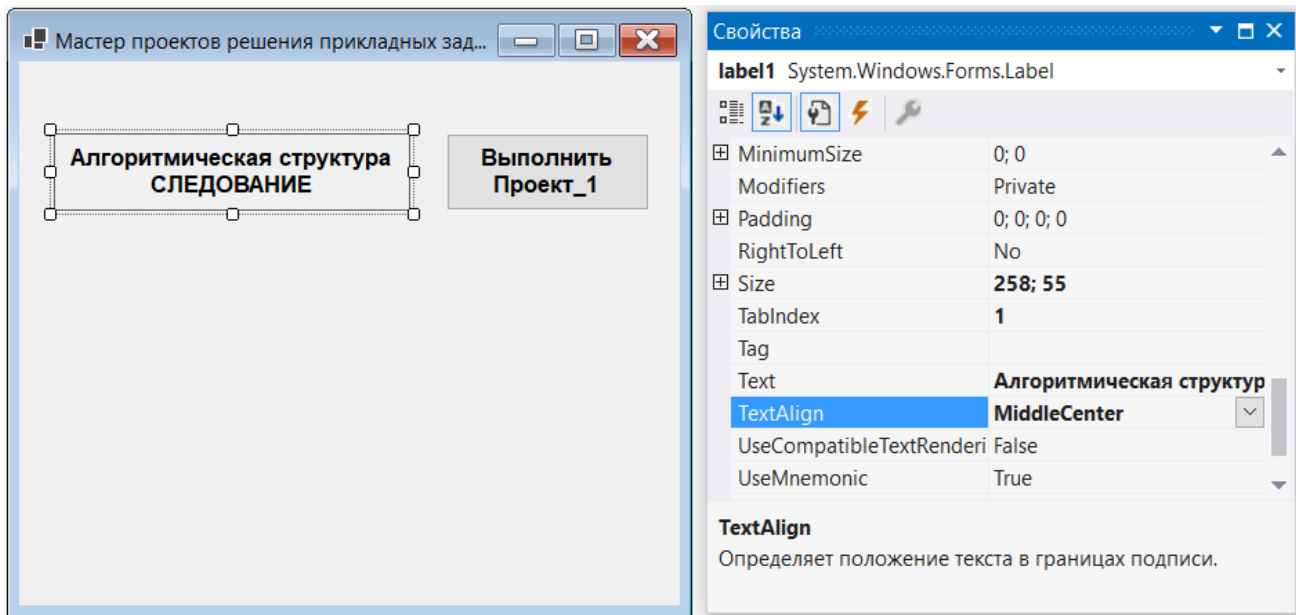 Мастер проектов решения прикладных зад...
Алгоритмическая структура
СЛЕДОВАНИЕ
Выполнить
Проект_1
Свойства
label1 System.Windows.Forms.Label
MinimumSize 0; 0
Modifiers Private
Padding 0; 0; 0; 0
RightToLeft No
Size 258; 55
TabIndex 1
Tag
Text Алгоритмическая структур
TextAlign MiddleCenter
UseCompatibleTextRenderi False
UseMnemonic True
TextAlign
Определяет положение текста в границах подписи.